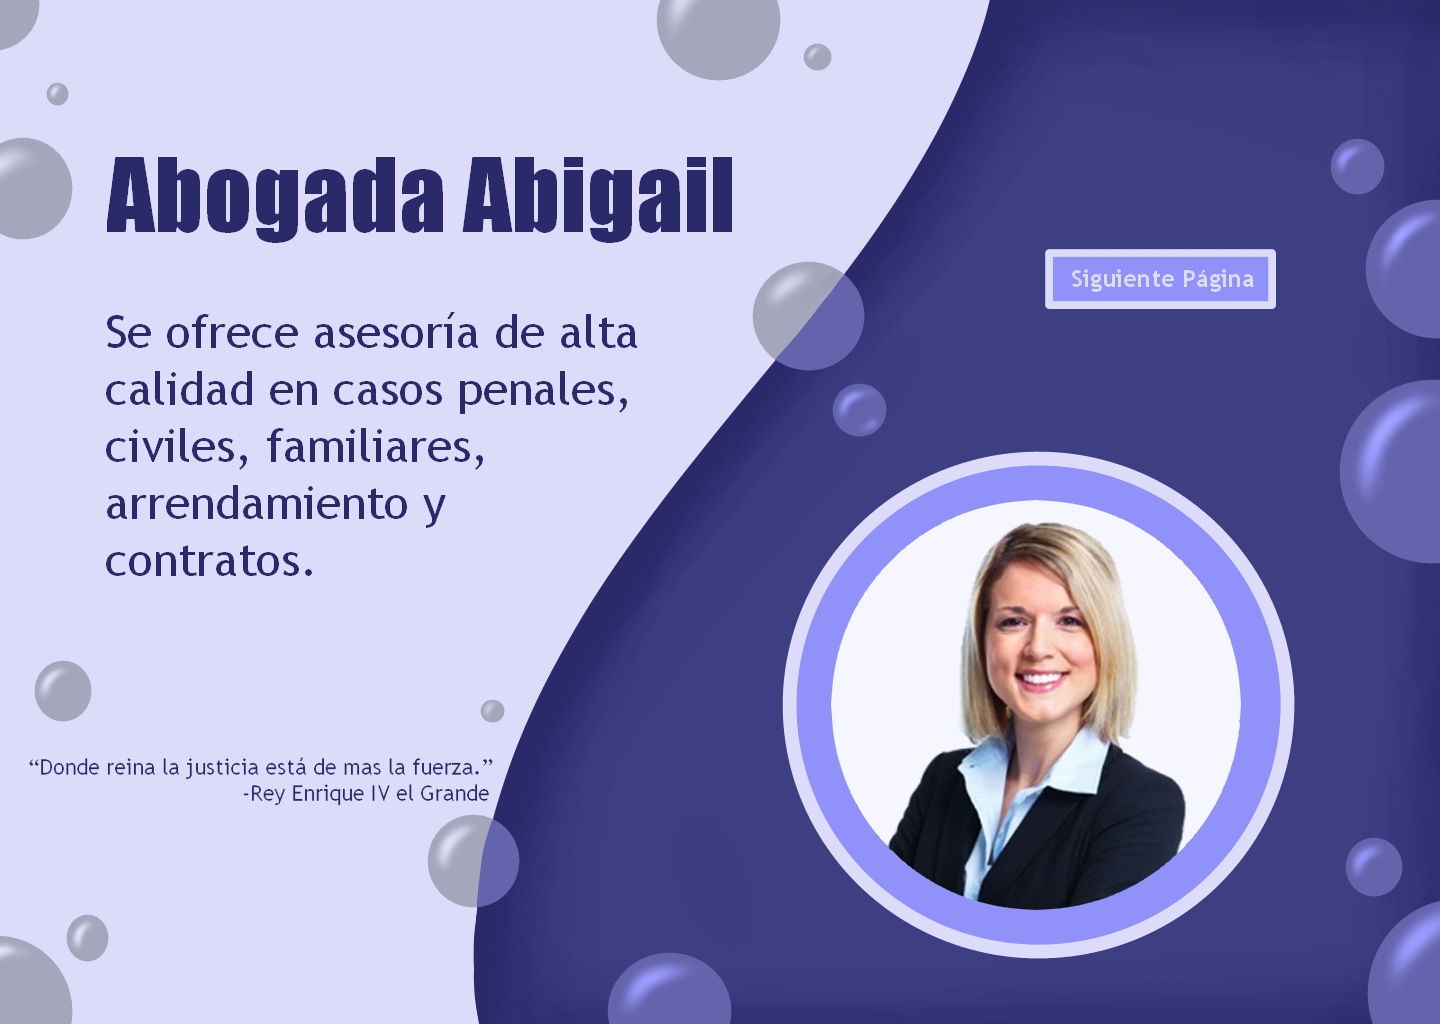 Abogada Abigail
Siguiente Página
Se ofrece asesoría de alta
calidad en casos penales,
civiles, familiares,
arrendamiento y
contratos.
“Donde reina la justicia está de mas la fuerza.”
-Rey Enrique IV el Grande